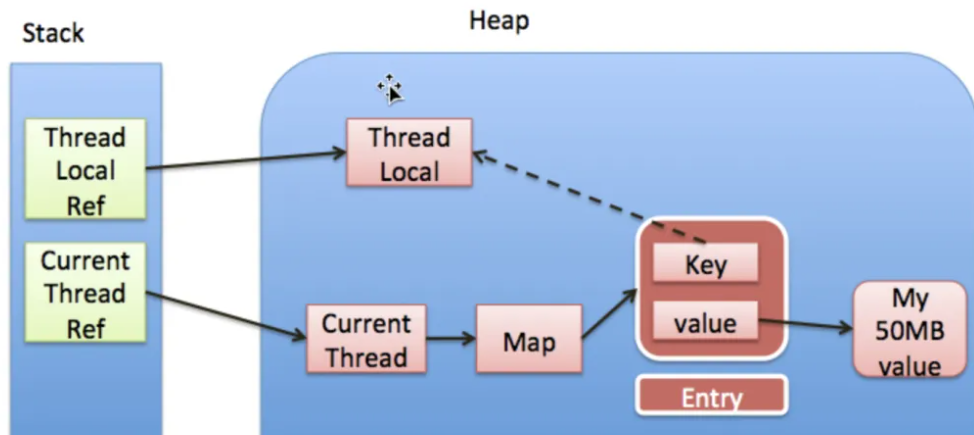 Stack
Heap
Thread
Local
Ref
Thread
Local
Current
Thread
Ref
Key
value
Current
Thread
Map
My
50MB
value
Entry